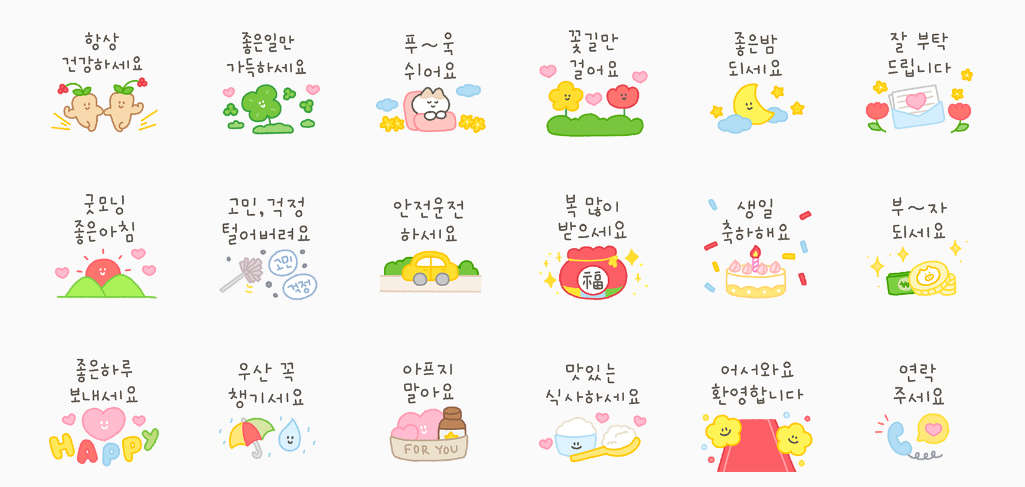 항상
건강하세요
좋은일만
가득하세요
푸~욱
쉬어요
꽃길만
걸어요
좋은밤
되세요
잘 부탁
드립니다
굿모닝
좋은아침
고민, 걱정
털어버려요
고민
걱정
안전운전
하세요
복 많이
받으세요
福
생일
축하해요
부~자
되세요
₩
좋은하루
보내세요
HAPPY
우산 꼭
챙기세요
아프지
말아요
FOR YOU
맛있는
식사하세요
어서와요
환영합니다
연락
주세요